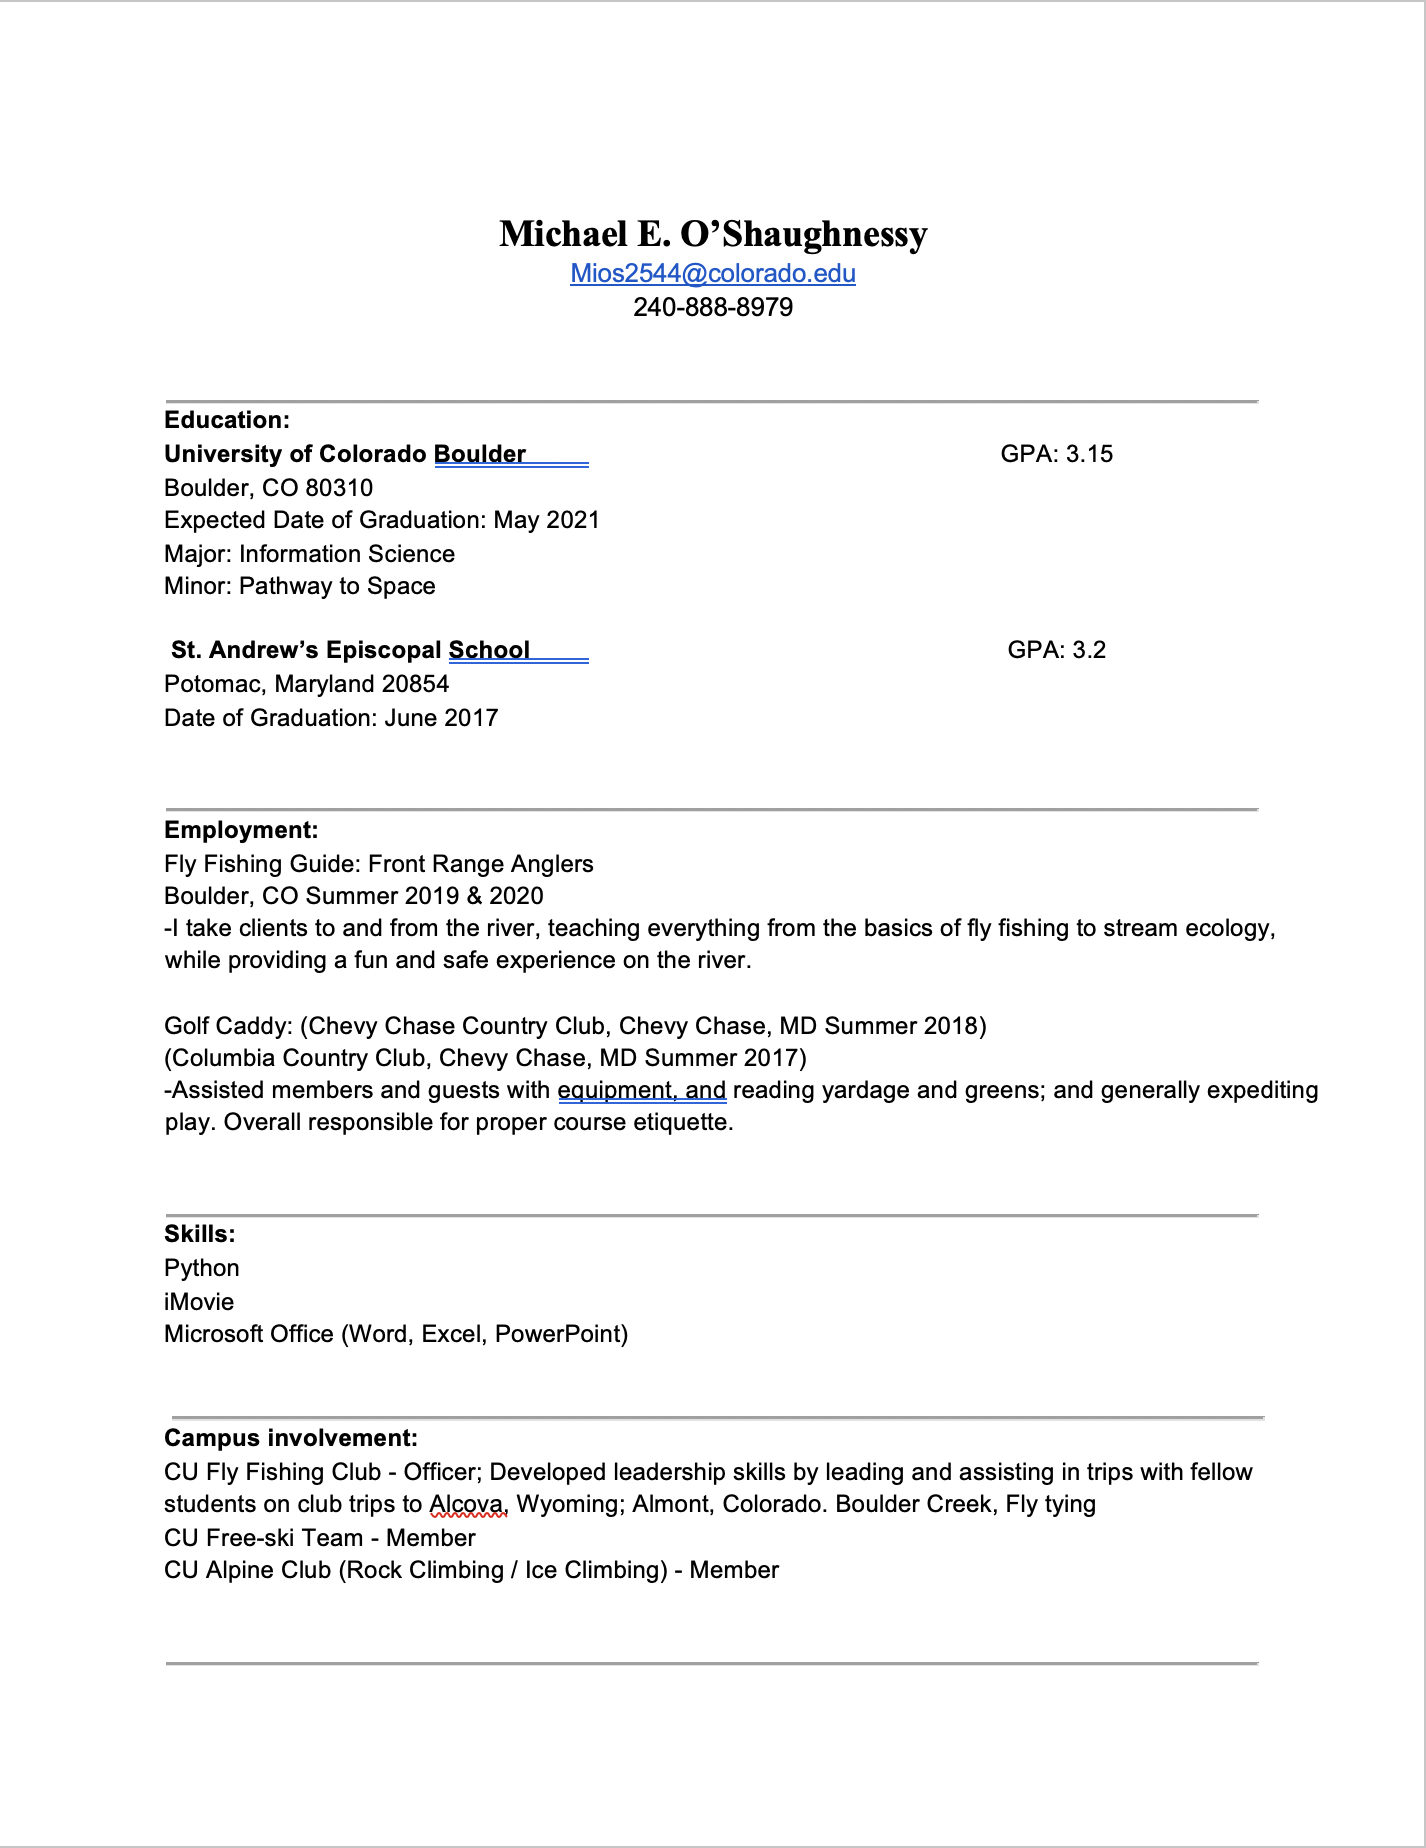 Michael E. O’Shaughnessy
Mios2544@colorado.edu
240-888-8979
Education:
University of Colorado Boulder GPA: 3.15
Boulder, CO 80310
Expected Date of Graduation: May 2021
Major: Information Science
Minor: Pathway to Space
St. Andrew’s Episcopal School GPA: 3.2
Potomac, Maryland 20854
Date of Graduation: June 2017
Employment:
Fly Fishing Guide: Front Range Anglers
Boulder, CO Summer 2019 & 2020
-I take clients to and from the river, teaching everything from the basics of fly fishing to stream ecology,
while providing a fun and safe experience on the river.
Golf Caddy: (Chevy Chase Country Club, Chevy Chase, MD Summer 2018)
(Columbia Country Club, Chevy Chase, MD Summer 2017)
-Assisted members and guests with equipment, and reading yardage and greens; and generally expediting
play. Overall responsible for proper course etiquette.
Skills:
Python
iMovie
Microsoft Office (Word, Excel, PowerPoint)
Campus involvement:
CU Fly Fishing Club - Officer; Developed leadership skills by leading and assisting in trips with fellow
students on club trips to Alcova, Wyoming; Almont, Colorado. Boulder Creek, Fly tying
CU Free-ski Team - Member
CU Alpine Club (Rock Climbing / Ice Climbing) - Member